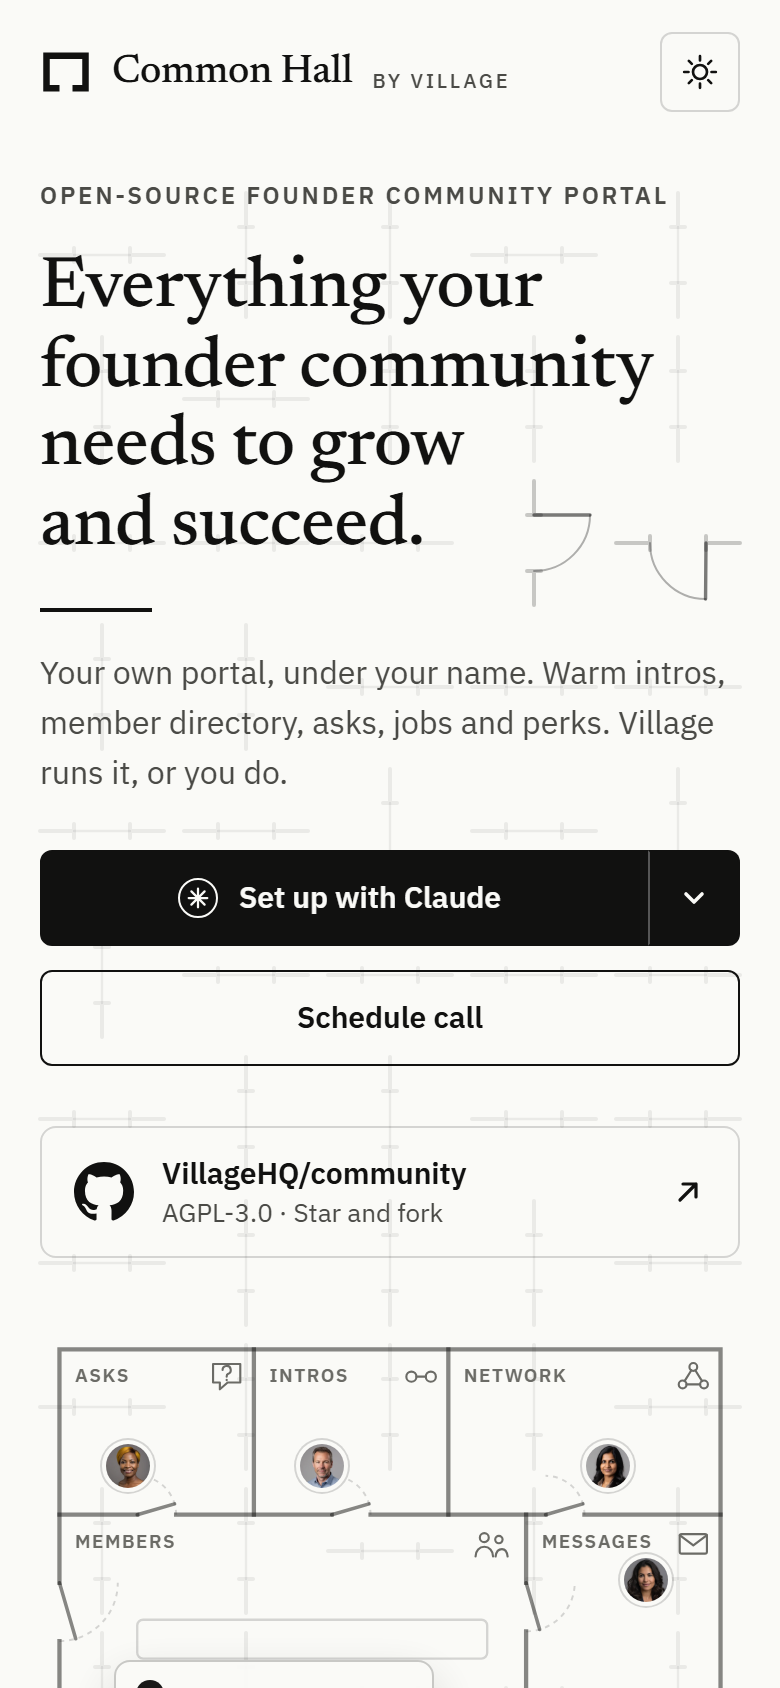 Common Hall BY VILLAGE
OPEN-SOURCE FOUNDER COMMUNITY PORTAL
Everything your
founder community
needs to grow
and succeed.
Your own portal, under your name. Warm intros,
member directory, asks, jobs and perks. Village
runs it, or you do.
Set up with Claude
Schedule call
VillageHQ/community
AGPL-3.0 · Star and fork
ASKS
INTROS
NETWORK
MEMBERS
MESSAGES